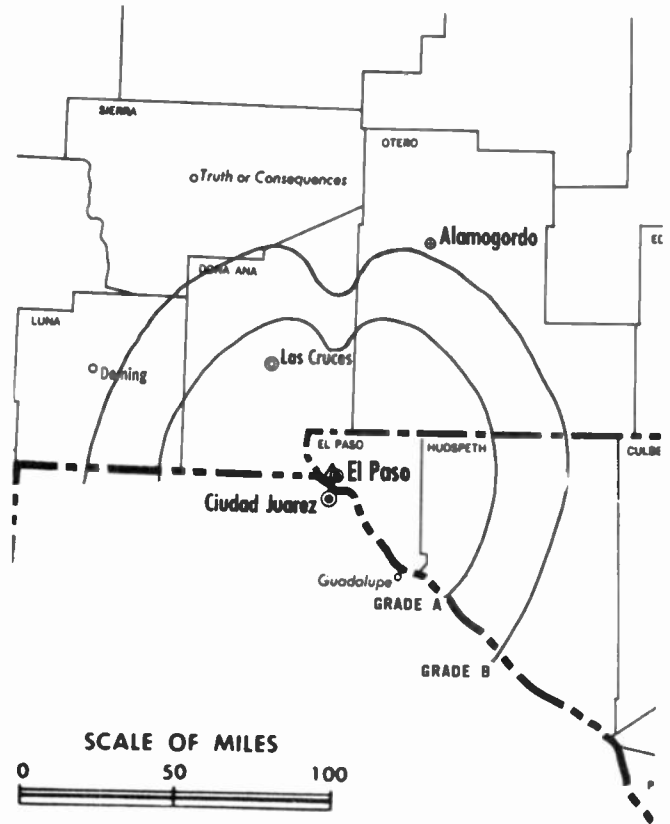 SIERRA
OTERO
Truth or Consequences
Alamogordo
DONA ANA
LUNA
Las Cruces
Deming
EL PASO
HUDSPETH
CULBE
El Paso
Ciudad Juarez
Guadalupe
GRADE A
GRADE B
SCALE OF MILES
0 50 100
P